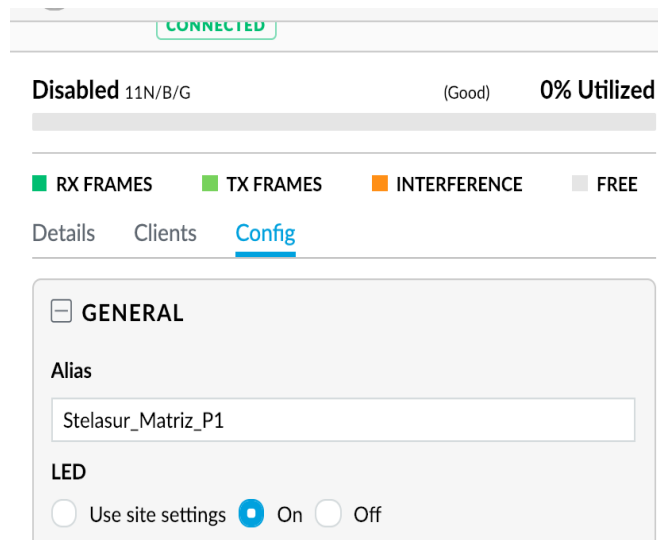 CONNECTED
Disabled 11N/B/G (Good) 0% Utilized
RX FRAMES TX FRAMES INTERFERENCE FREE
Details Clients Config
GENERAL
Alias
Stelasur_Matriz_P1
LED
Use site settings On Off